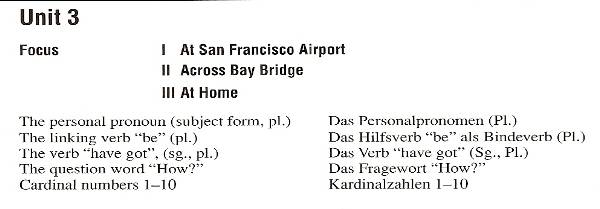 Unit 3
Focus I At San Francisco Airport
II Across Bay Bridge
III At Home
The personal pronoun (subject form, pl.) Das Personalpronomen (Pl.)
The linking verb “be” (pl.) Das Hilfsverb “be” als Bindeverb (Pl.)
The verb “have got”, (sg., pl.) Das Verb “have got” (Sg., Pl.)
The question word “How?” Das Fragewort “How?”
Cardinal numbers 1–10 Kardinalzahlen 1–10